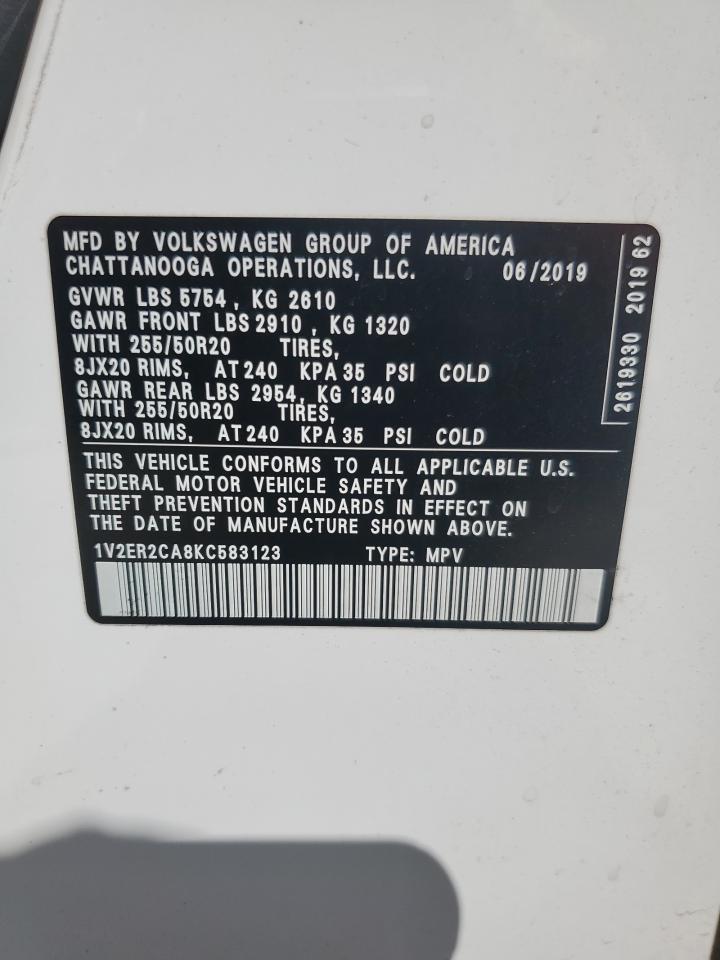 MFD BY VOLKSWAGEN GROUP OF AMERICA
CHATTANOOGA OPERATIONS, LLC. 06/2019
GVWR LBS 5754, KG 2610
GAWR FRONT LBS 2910, KG 1320
WITH 255/50R20 TIRES,
8JX20 RIMS, AT 240 KPA 35 PSI COLD
GAWR REAR LBS 2954, KG 1340
WITH 255/50R20 TIRES,
8JX20 RIMS, AT 240 KPA 35 PSI COLD
THIS VEHICLE CONFORMS TO ALL APPLICABLE U.S.
FEDERAL MOTOR VEHICLE SAFETY AND
THEFT PREVENTION STANDARDS IN EFFECT ON
THE DATE OF MANUFACTURE SHOWN ABOVE.
1V2ER2CA8KC583123 TYPE: MPV
2619330 2019 62